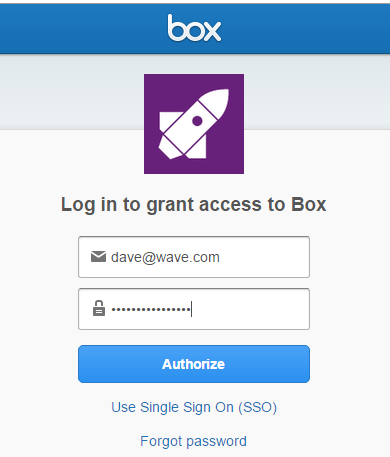 box
Log in to grant access to Box
dave@wave.com
••••••••••••••••
Authorize
Use Single Sign On (SSO)
Forgot password